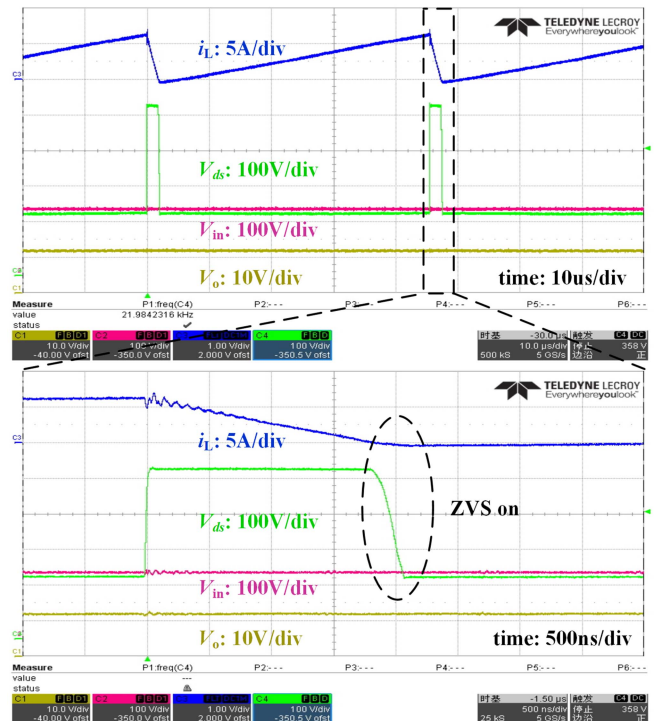 TELEDYNE LECROY
Everywhereyoulook™
iL: 5A/div
C3
Vds: 100V/div
Vin: 100V/div
Vo: 10V/div
time: 10us/div
C1
Measure P1:freq(C4) P2:--- P3:--- P4:--- P5:--- P6:---
value 21.9842316 kHz
status
C1 C2 C4
10.0 V/div 100 V/div 1.00 V/div 100 V/div
-40.00 V ofst -350.0 V ofst 2.000 V ofst -350.5 V ofst
时基 -30.0 µs 触发 C4 DC
10.0 µs/div 停止 358 V
500 kS 5 GS/s 边沿 正
TELEDYNE LECROY
Everywhereyoulook™
C3
iL: 5A/div
ZVS on
Vds: 100V/div
Vin: 100V/div
Vo: 10V/div
time: 500ns/div
C1
Measure P1:freq(C4) P2:--- P3:--- P4:--- P5:--- P6:---
value ---
status
C1 C2 C4
10.0 V/div 100 V/div 1.00 V/div 100 V/div
-40.00 V ofst -350.0 V ofst 2.000 V ofst -350.5 V ofst
时基 -1.50 µs 触发 C4 DC
500 ns/div 停止 358 V
25 kS 5 GS/s 边沿 正